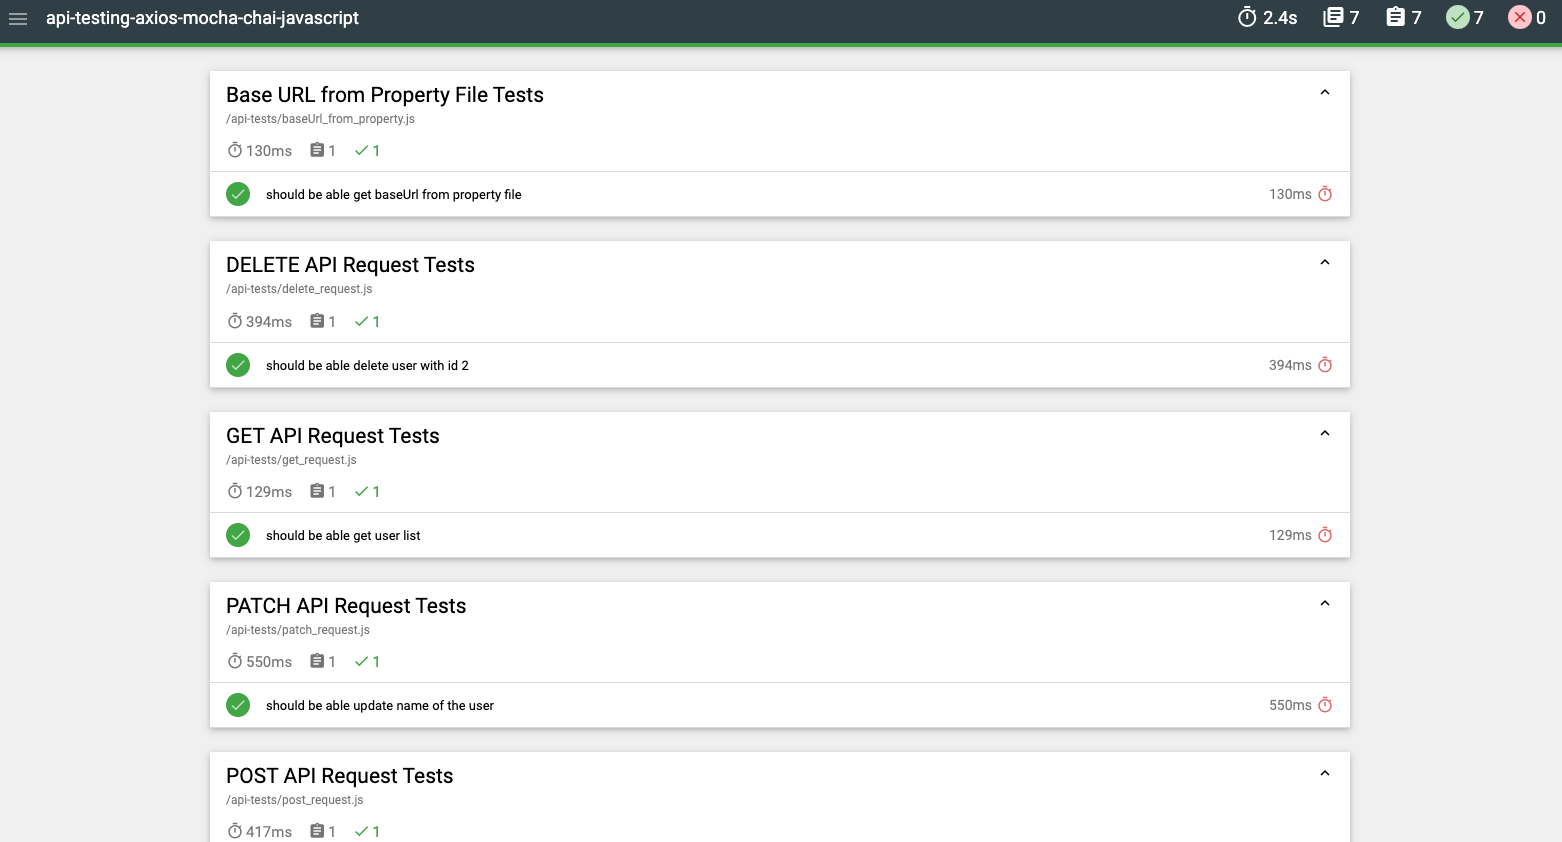 api-testing-axios-mocha-chai-javascript 2.4s 7 7 7 0
Base URL from Property File Tests
/api-tests/baseUrl_from_property.js
130ms 1 1
should be able get baseUrl from property file 130ms
DELETE API Request Tests
/api-tests/delete_request.js
394ms 1 1
should be able delete user with id 2 394ms
GET API Request Tests
/api-tests/get_request.js
129ms 1 1
should be able get user list 129ms
PATCH API Request Tests
/api-tests/patch_request.js
550ms 1 1
should be able update name of the user 550ms
POST API Request Tests
/api-tests/post_request.js
417ms 1 1